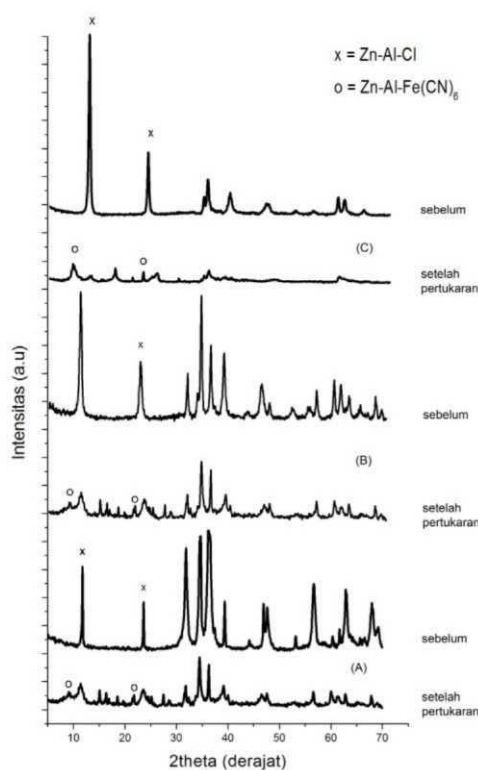 x
x = Zn-Al-Cl
o = Zn-Al-Fe(CN)6
x
sebelum
(C)
o
o
setelah
pertukaran
x
sebelum
(B)
o
o
setelah
pertukaran
x
x
sebelum
(A)
o
o
setelah
pertukaran
Intensitas (a.u)
10 20 30 40 50 60 70
2theta (derajat)